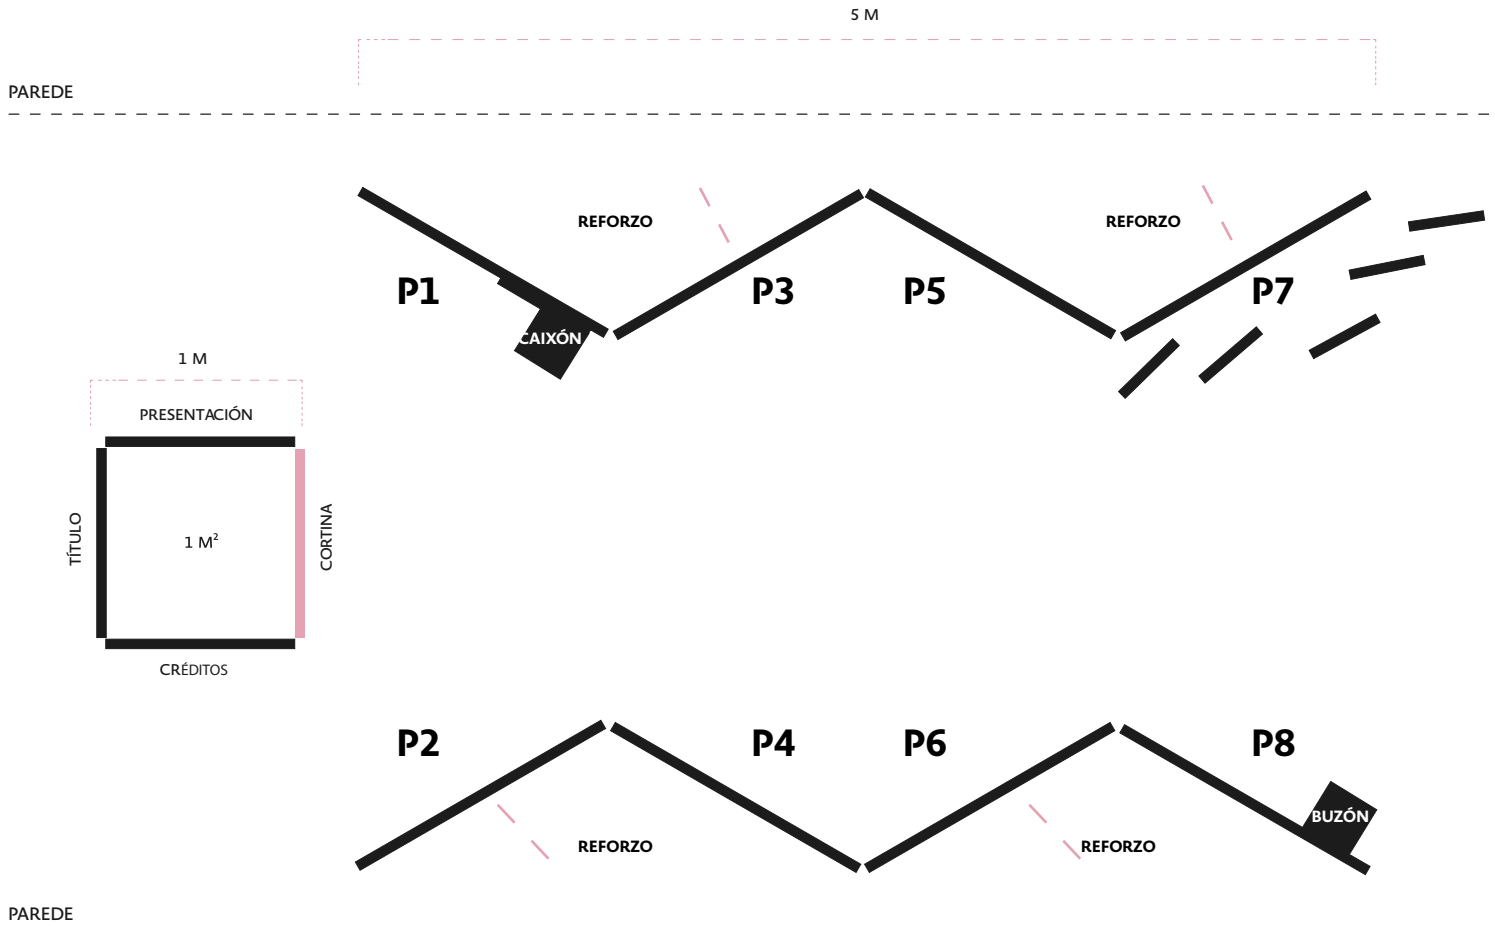 5 M
PAREDE
REFORZO
REFORZO
P1
P3
P5
P7
CAIXÓN
1 M
PRESENTACIÓN
TÍTULO
1 M²
CORTINA
CRÉDITOS
P2
P4
P6
P8
BUZÓN
REFORZO
REFORZO
PAREDE